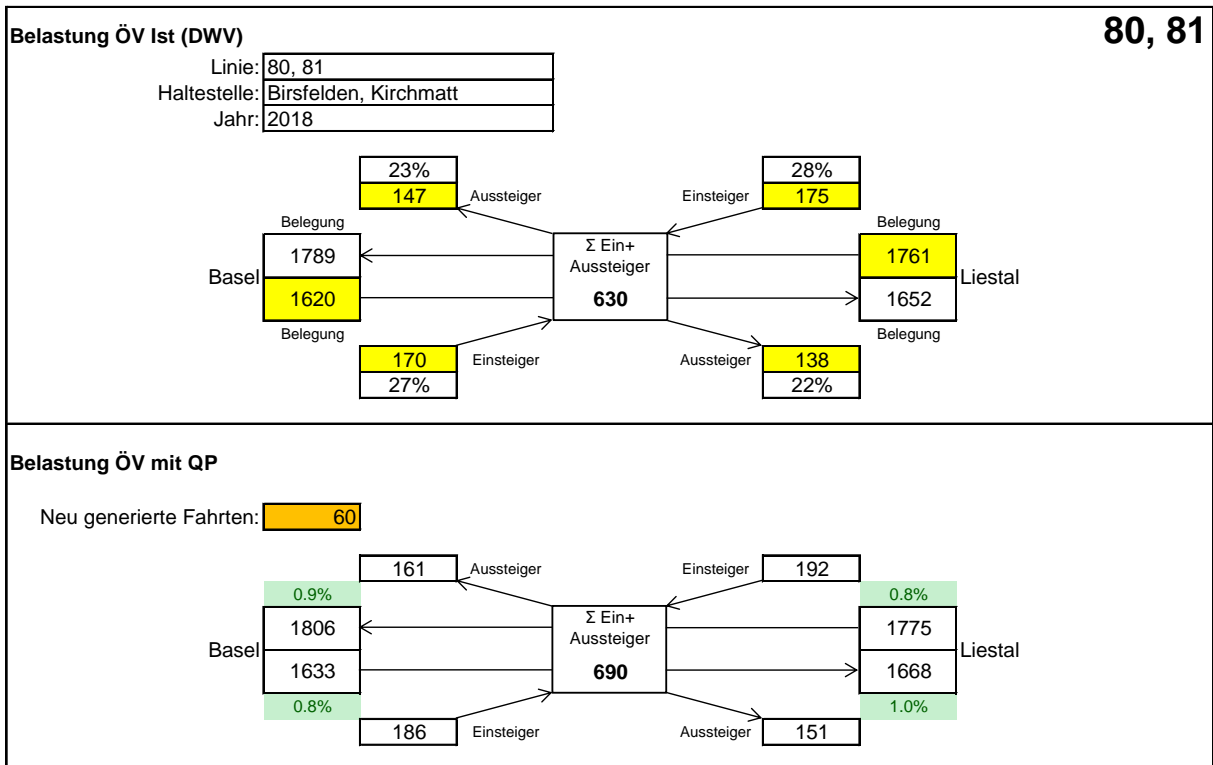 Belastung ÖV Ist (DWV) 80, 81
Linie: 80, 81
Haltestelle: Birsfelden, Kirchmatt
Jahr: 2018
23% 28%
147 Aussteiger Einsteiger 175
Belegung Belegung
1789 Σ Ein+ 1761
Basel Aussteiger Liestal
1620 630 1652
Belegung Belegung
170 Einsteiger Aussteiger 138
27% 22%
Belastung ÖV mit QP
Neu generierte Fahrten: 60
161 Aussteiger Einsteiger 192
0.9% 0.8%
1806 Σ Ein+ 1775
Basel Aussteiger Liestal
1633 690 1668
0.8% 1.0%
186 Einsteiger Aussteiger 151